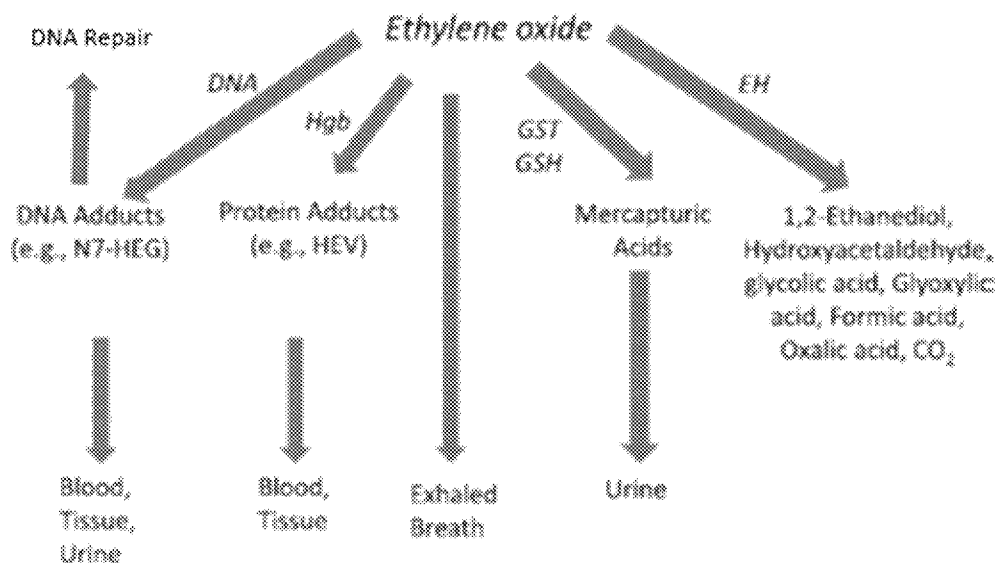 Ethylene oxide
DNA Repair
DNA
Hgb
GST
GSH
EH
DNA Adducts
(e.g., N7-HEG)
Protein Adducts
(e.g., HEV)
Mercapturic
Acids
1,2-Ethanediol,
Hydroxyacetaldehyde,
glycolic acid, Glyoxylic
acid, Formic acid,
Oxalic acid, CO₂
Blood,
Tissue,
Urine
Blood,
Tissue
Exhaled
Breath
Urine